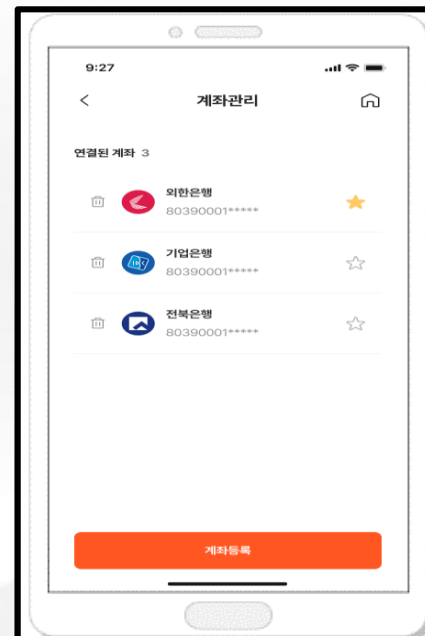 9:27
계좌관리
연결된 계좌 3
외한은행
80390001*****
기업은행
80390001*****
전북은행
80390001*****
계좌등록